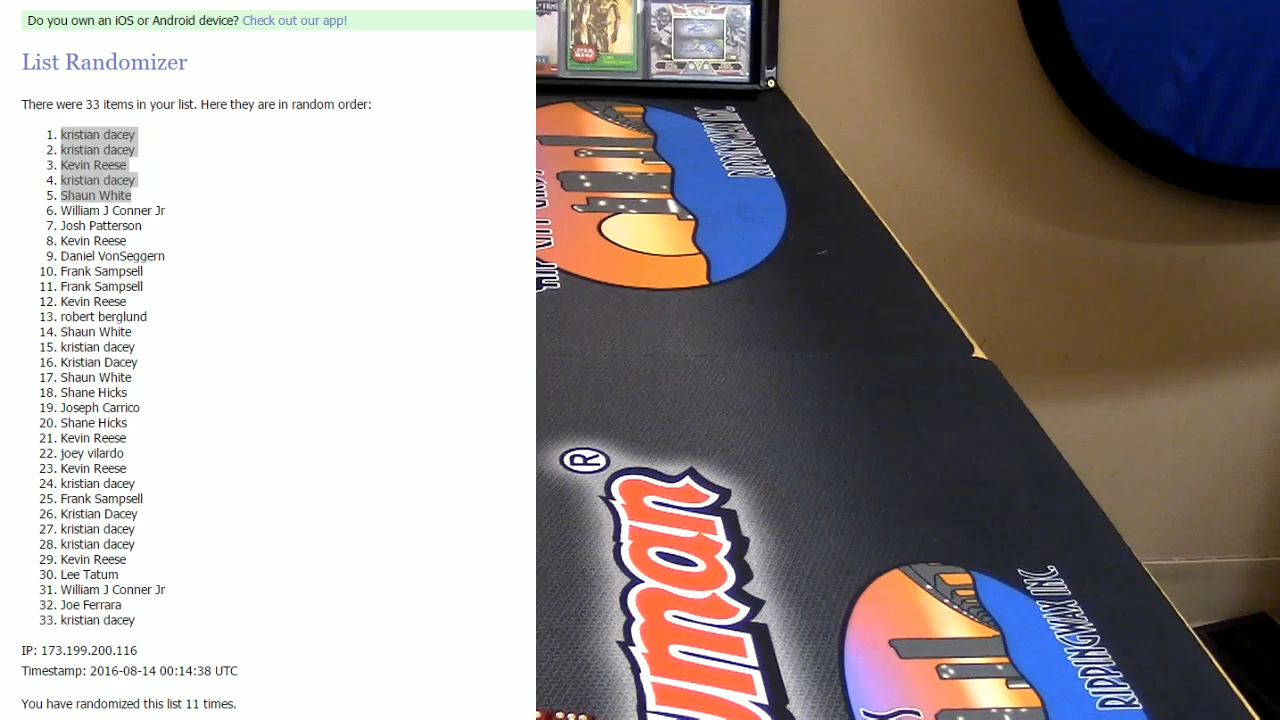 Do you own an iOS or Android device? Check out our app!
List Randomizer
There were 33 items in your list. Here they are in random order:
1. kristian dacey
2. kristian dacey
3. Kevin Reese
4. kristian dacey
5. Shaun White
6. William J Conner Jr
7. Josh Patterson
8. Kevin Reese
9. Daniel VonSeggern
10. Frank Sampsell
11. Frank Sampsell
12. Kevin Reese
13. robert berglund
14. Shaun White
15. kristian dacey
16. Kristian Dacey
17. Shaun White
18. Shane Hicks
19. Joseph Carrico
20. Shane Hicks
21. Kevin Reese
22. joey vilardo
23. Kevin Reese
24. kristian dacey
25. Frank Sampsell
26. Kristian Dacey
27. kristian dacey
28. kristian dacey
29. Kevin Reese
30. Lee Tatum
31. William J Conner Jr
32. Joe Ferrara
33. kristian dacey
IP: 173.199.200.116
Timestamp: 2016-08-14 00:14:38 UTC
You have randomized this list 11 times.
STAR WARS
RIPPINGWAX INC.
®
RIPPINGWAX INC